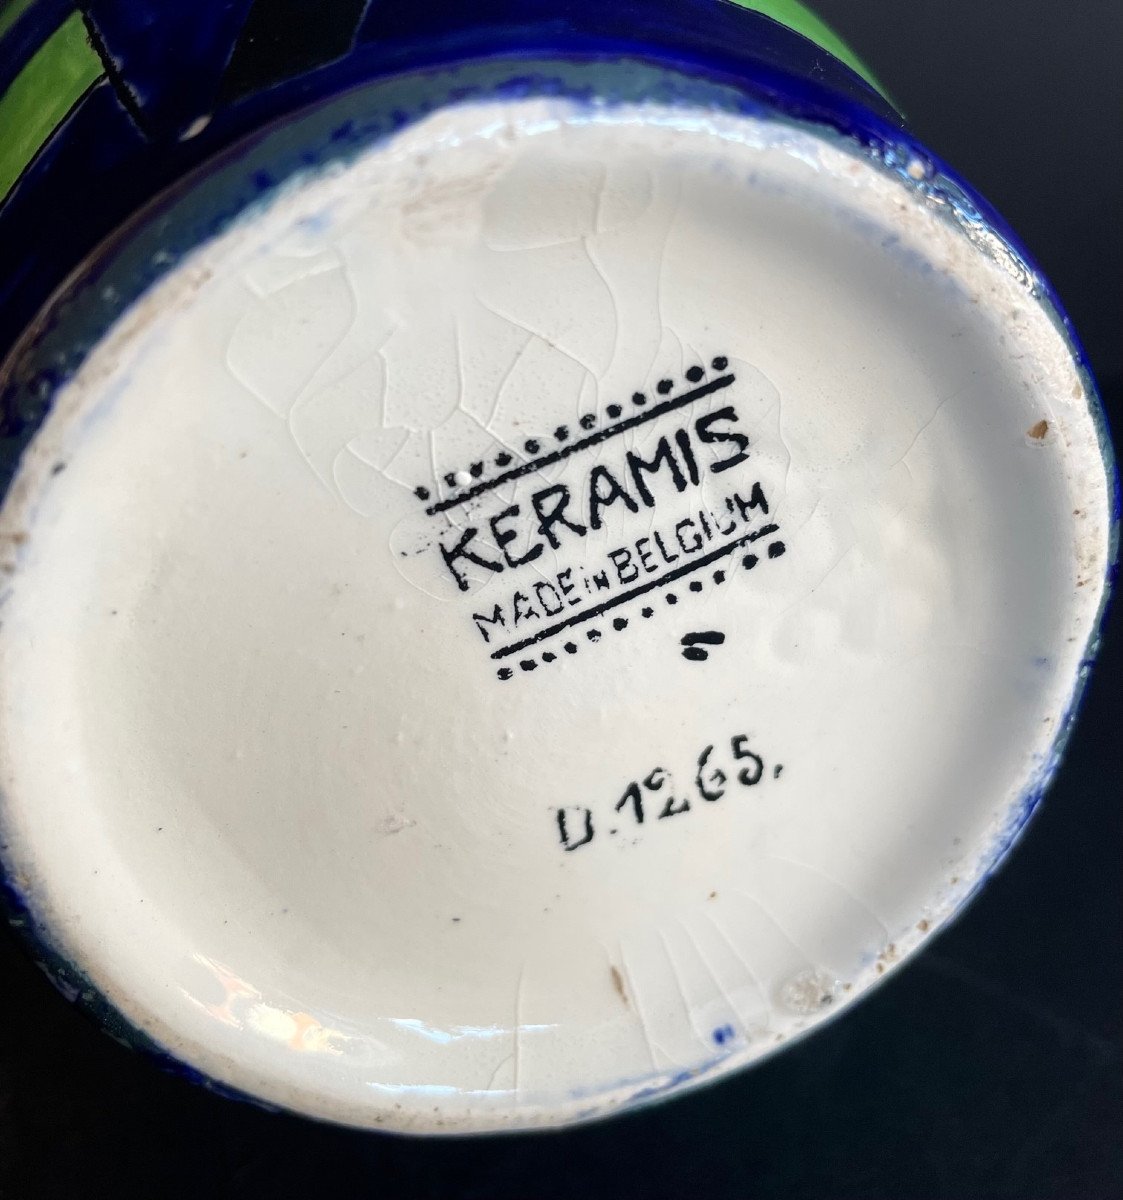 KERAMIS
MADE IN BELGIUM
D.1265.